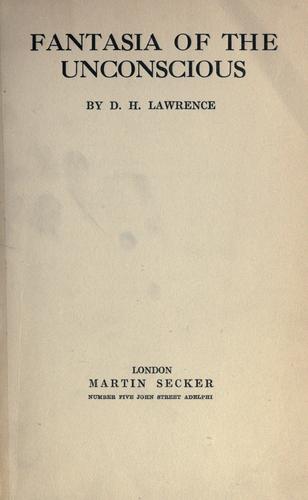 FANTASIA OF THE
UNCONSCIOUS
BY D. H. LAWRENCE
LONDON
MARTIN SECKER
NUMBER FIVE JOHN STREET ADELPHI